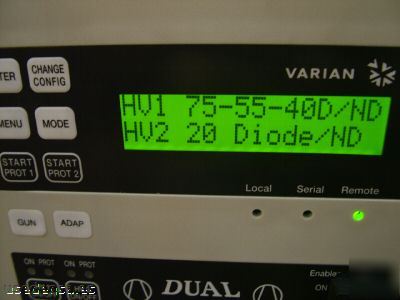 TER
CHANGE CONFIG
VARIAN
HV1 75-55-40D/ND
HV2 20 Diode/ND
MENU
MODE
START PROT 1
START PROT 2
Local
Serial
Remote
GUN
ADAP
ON PROT
ON PROT
DUAL
Enable
ON